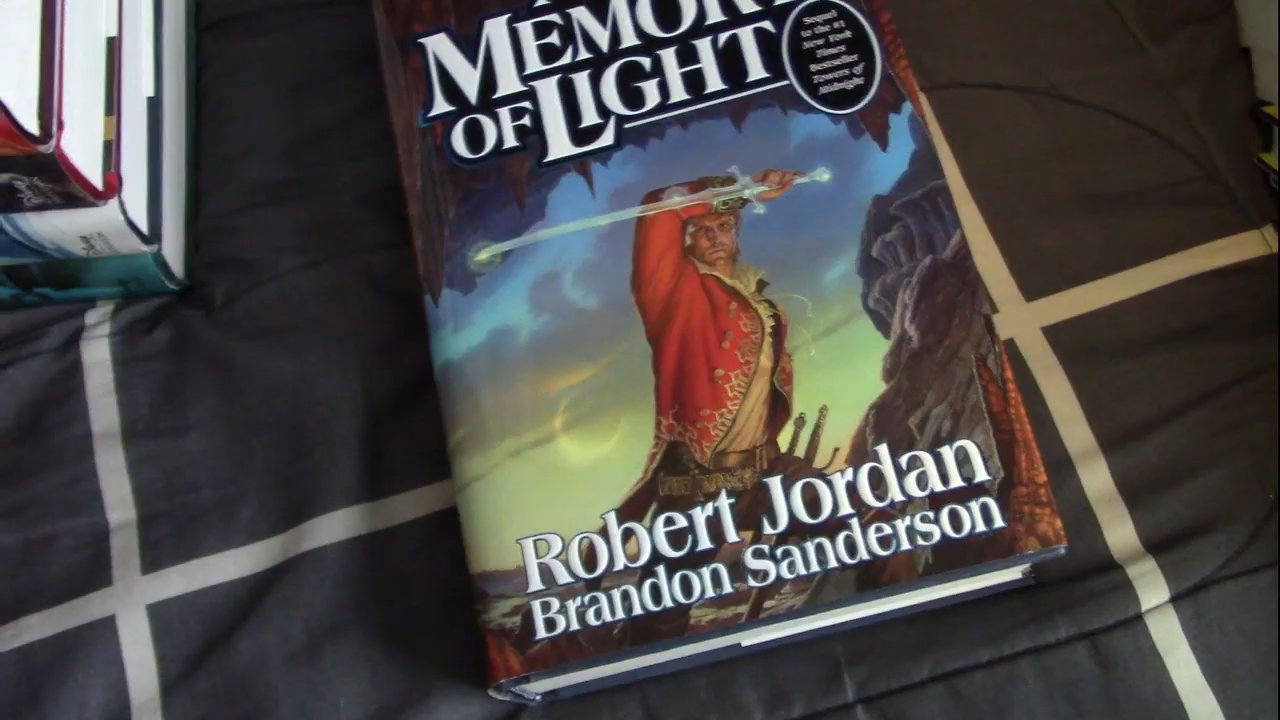 A MEMORY
OF LIGHT
Sequel
to the #1
New York
Times
Bestseller
Towers of
Midnight
Robert Jordan
Brandon Sanderson